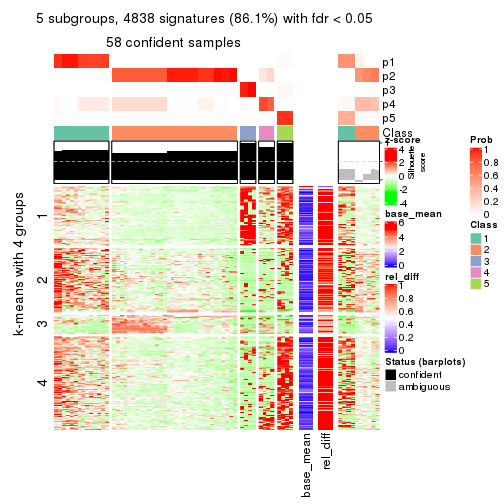 5 subgroups, 4838 signatures (86.1%) with fdr < 0.05
58 confident samples
p1
p2
p3
p4
p5
Class
Silhouette
score
k-means with 4 groups
1
2
3
4
base_mean
rel_diff
z-score
4
2
0
-2
-4
base_mean
6
4
2
0
rel_diff
1
0.8
0.6
0.4
0.2
0
Status (barplots)
confident
ambiguous
Prob
1
0.8
0.6
0.4
0.2
0
Class
1
2
3
4
5